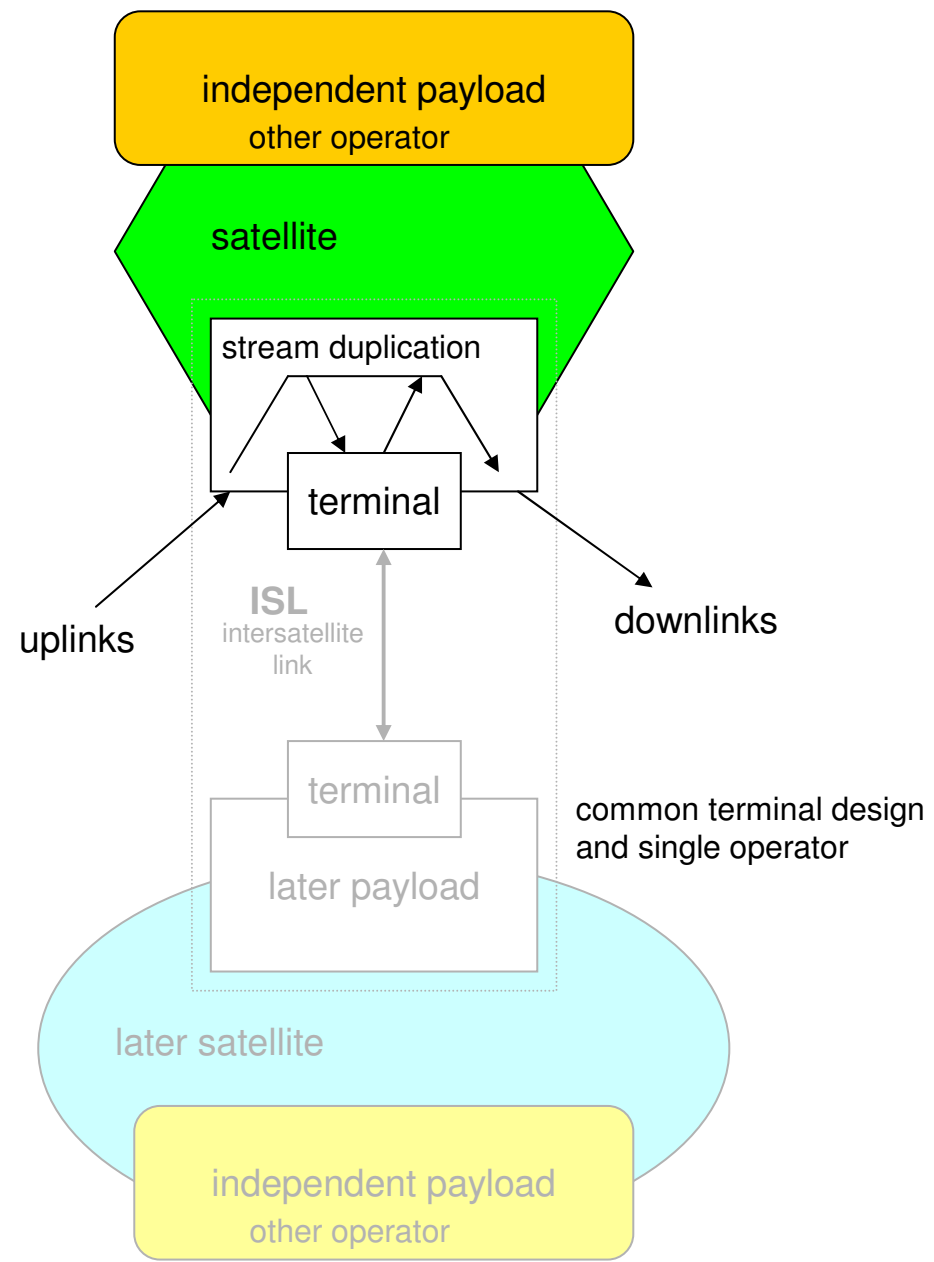 independent payload
other operator
satellite
stream duplication
terminal
uplinks
ISL
intersatellite
link
downlinks
terminal
common terminal design
and single operator
later payload
later satellite
independent payload
other operator